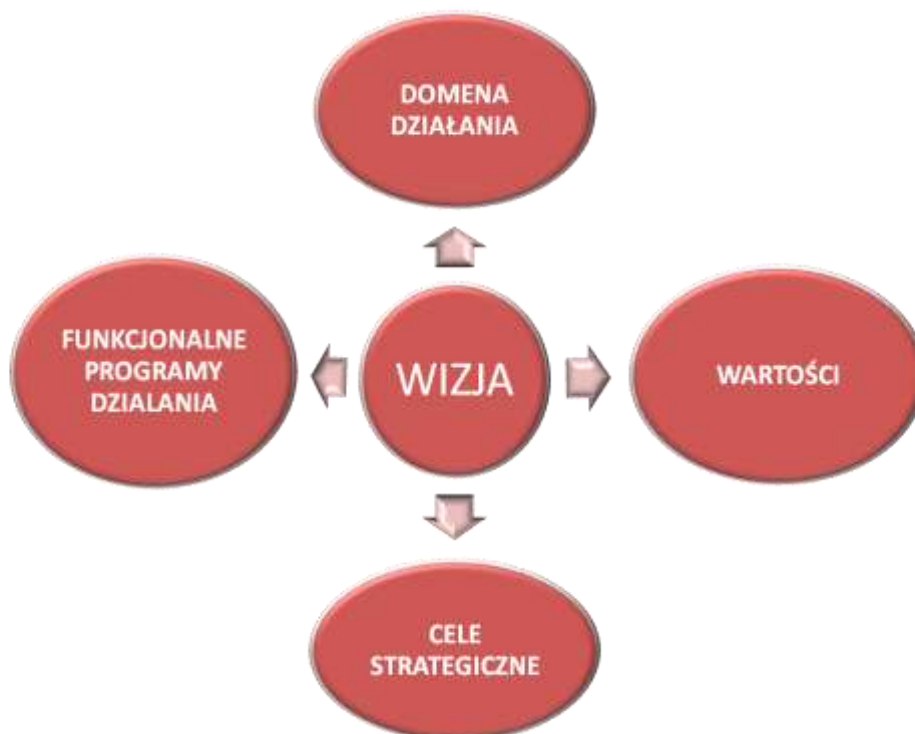 DOMENA
DZIAŁANIA
FUNKCJONALNE
PROGRAMY
DZIALANIA
WIZJA
WARTOŚCI
CELE
STRATEGICZNE